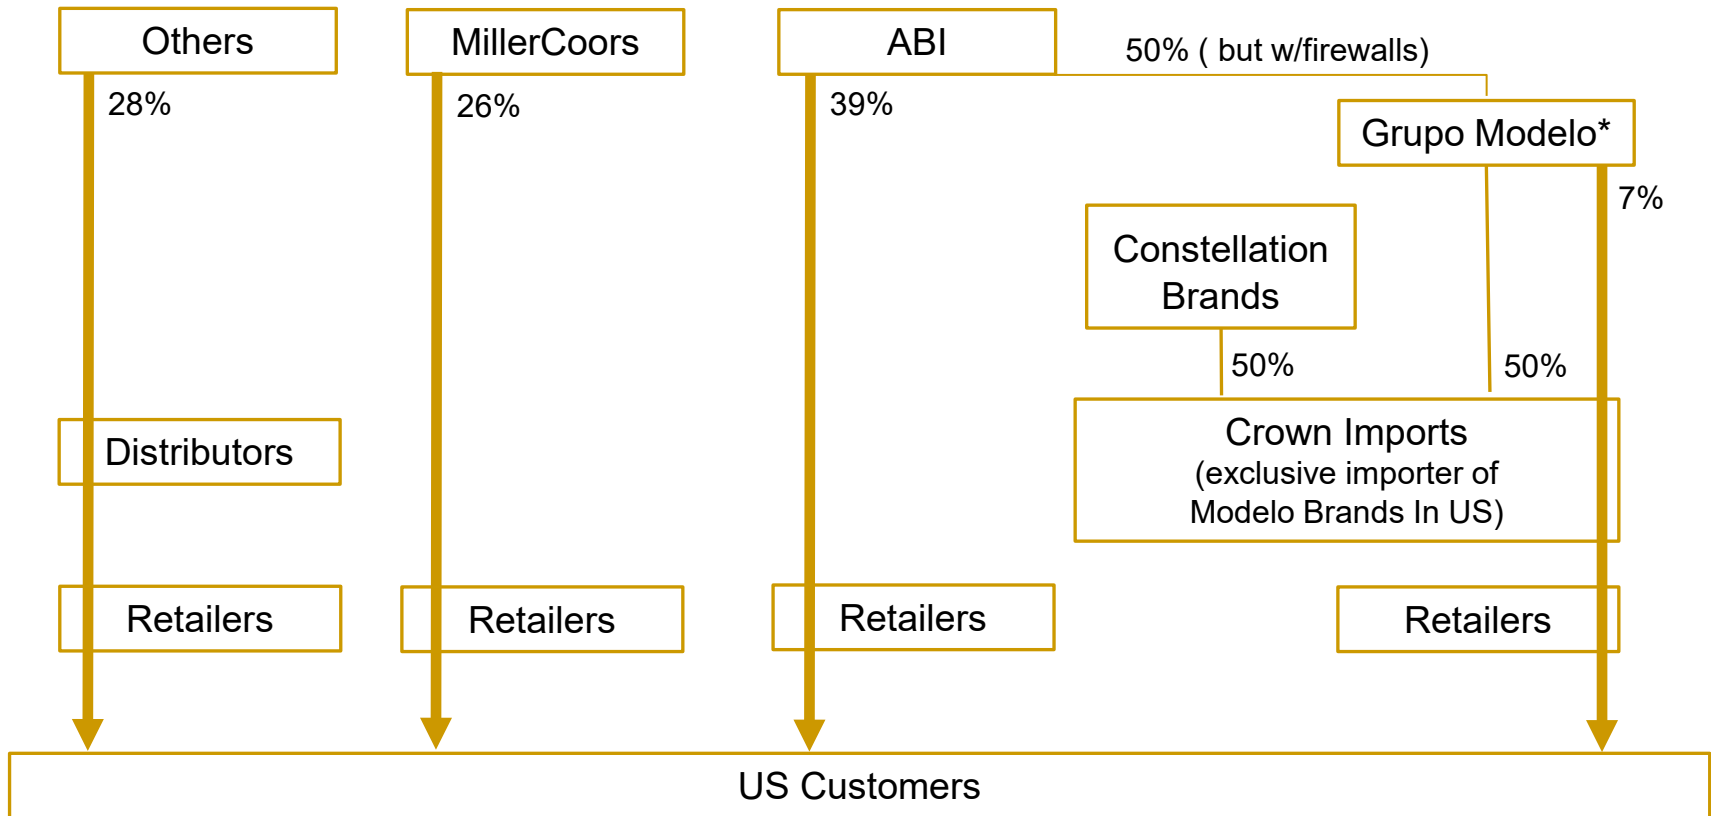 Others
MillerCoors
ABI
50% ( but w/firewalls)
28%
26%
39%
Grupo Modelo*
7%
Constellation
Brands
50%
50%
Crown Imports
(exclusive importer of
Modelo Brands In US)
Distributors
Retailers
Retailers
Retailers
Retailers
US Customers